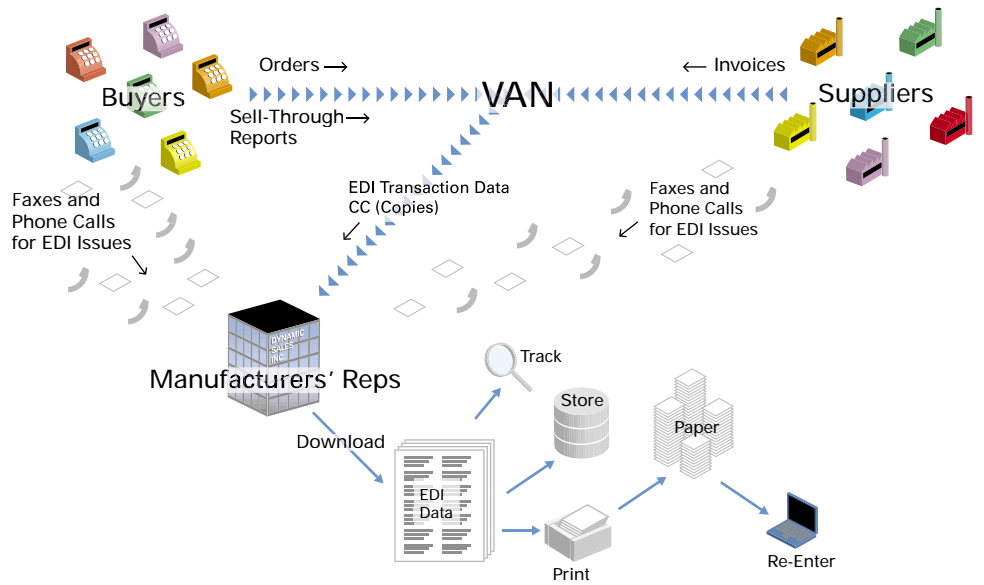 Orders →
← Invoices
Buyers
VAN
Suppliers
Sell-Through →
Reports
EDI Transaction Data
CC (Copies)
Faxes and
Phone Calls
for EDI Issues
Faxes and
Phone Calls
for EDI Issues
DYNAMIC
SALES
INC.
Manufacturers’ Reps
Track
Store
Paper
Download
EDI
Data
Print
Re-Enter